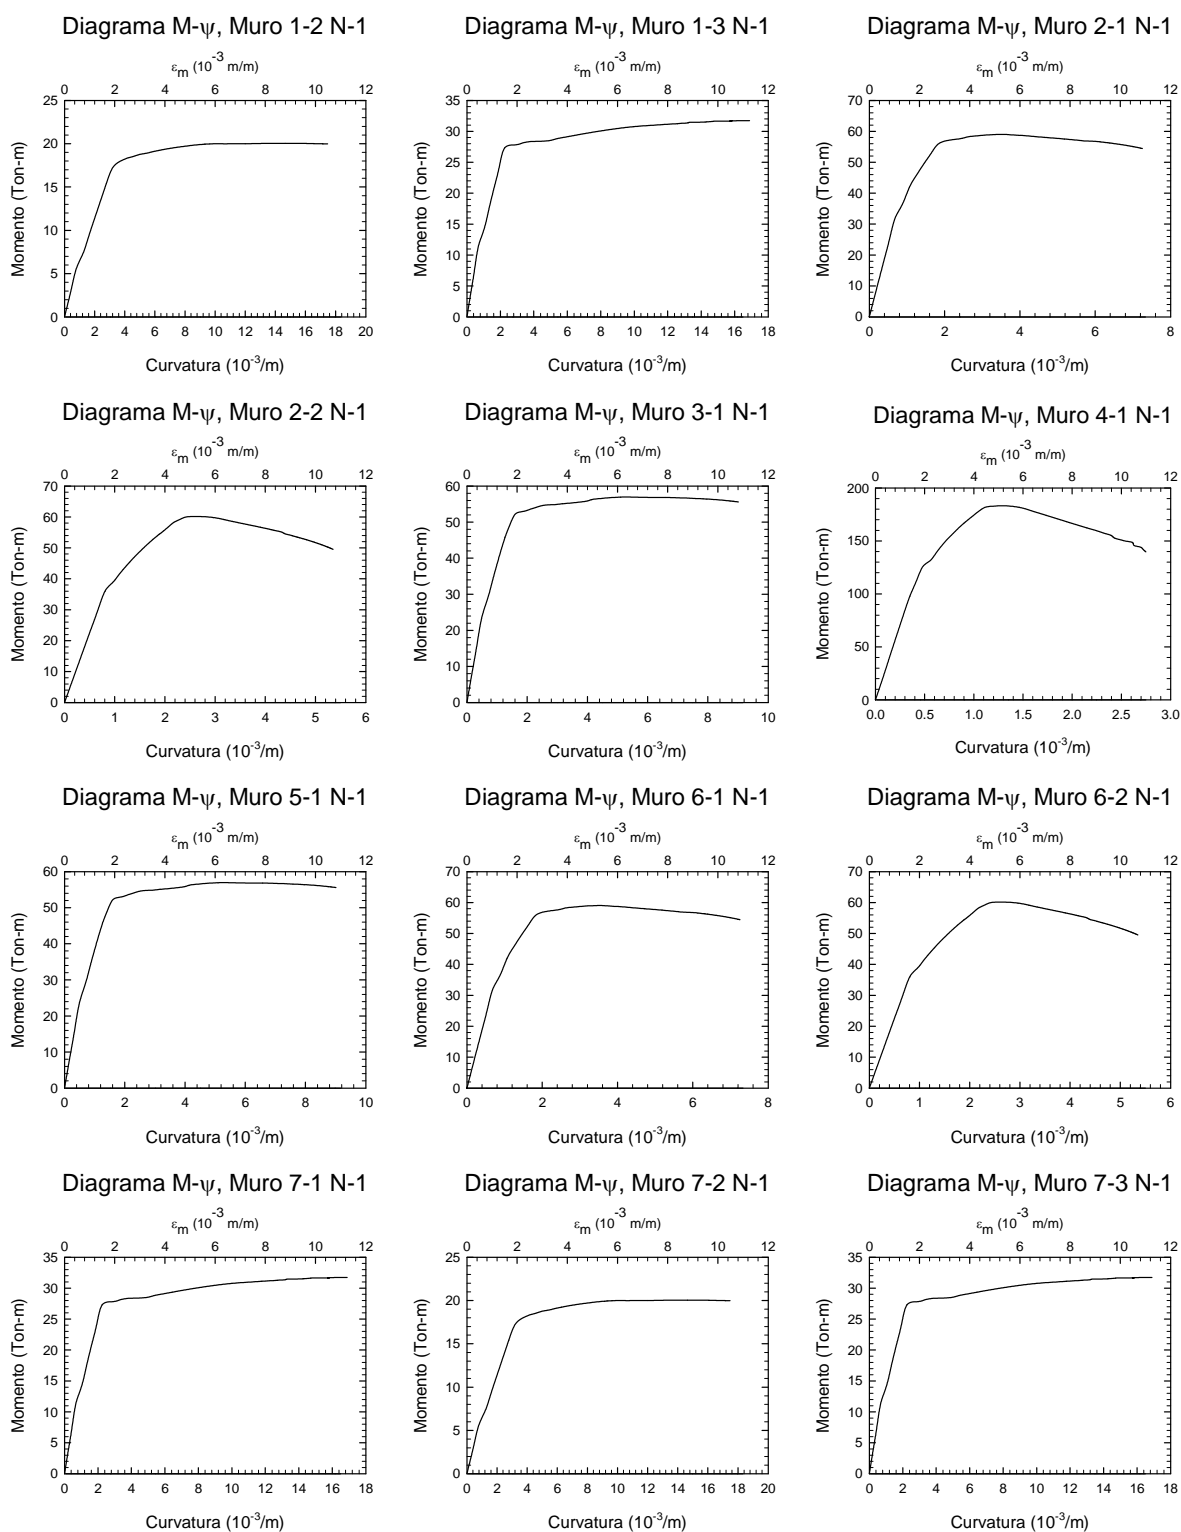 Diagrama M-ψ, Muro 1-2 N-1
εm (10-3 m/m)
0 2 4 6 8 10 12
25
20
15
10
5
0
Momento (Ton-m)
0 2 4 6 8 10 12 14 16 18 20
Curvatura (10-3/m)
Diagrama M-ψ, Muro 1-3 N-1
εm (10-3 m/m)
0 2 4 6 8 10 12
35
30
25
20
15
10
5
0
Momento (Ton-m)
0 2 4 6 8 10 12 14 16 18
Curvatura (10-3/m)
Diagrama M-ψ, Muro 2-1 N-1
εm (10-3 m/m)
0 2 4 6 8 10 12
70
60
50
40
30
20
10
0
Momento (Ton-m)
0 2 4 6 8
Curvatura (10-3/m)
Diagrama M-ψ, Muro 2-2 N-1
εm (10-3 m/m)
0 2 4 6 8 10 12
70
60
50
40
30
20
10
0
Momento (Ton-m)
0 1 2 3 4 5 6
Curvatura (10-3/m)
Diagrama M-ψ, Muro 3-1 N-1
εm (10-3 m/m)
0 2 4 6 8 10 12
60
50
40
30
20
10
0
Momento (Ton-m)
0 2 4 6 8 10
Curvatura (10-3/m)
Diagrama M-ψ, Muro 4-1 N-1
εm (10-3 m/m)
0 2 4 6 8 10 12
200
150
100
50
0
Momento (Ton-m)
0.0 0.5 1.0 1.5 2.0 2.5 3.0
Curvatura (10-3/m)
Diagrama M-ψ, Muro 5-1 N-1
εm (10-3 m/m)
0 2 4 6 8 10 12
60
50
40
30
20
10
0
Momento (Ton-m)
0 2 4 6 8 10
Curvatura (10-3/m)
Diagrama M-ψ, Muro 6-1 N-1
εm (10-3 m/m)
0 2 4 6 8 10 12
70
60
50
40
30
20
10
0
Momento (Ton-m)
0 2 4 6 8
Curvatura (10-3/m)
Diagrama M-ψ, Muro 6-2 N-1
εm (10-3 m/m)
0 2 4 6 8 10 12
70
60
50
40
30
20
10
0
Momento (Ton-m)
0 1 2 3 4 5 6
Curvatura (10-3/m)
Diagrama M-ψ, Muro 7-1 N-1
εm (10-3 m/m)
0 2 4 6 8 10 12
35
30
25
20
15
10
5
0
Momento (Ton-m)
0 2 4 6 8 10 12 14 16 18
Curvatura (10-3/m)
Diagrama M-ψ, Muro 7-2 N-1
εm (10-3 m/m)
0 2 4 6 8 10 12
25
20
15
10
5
0
Momento (Ton-m)
0 2 4 6 8 10 12 14 16 18 20
Curvatura (10-3/m)
Diagrama M-ψ, Muro 7-3 N-1
εm (10-3 m/m)
0 2 4 6 8 10 12
35
30
25
20
15
10
5
0
Momento (Ton-m)
0 2 4 6 8 10 12 14 16 18
Curvatura (10-3/m)